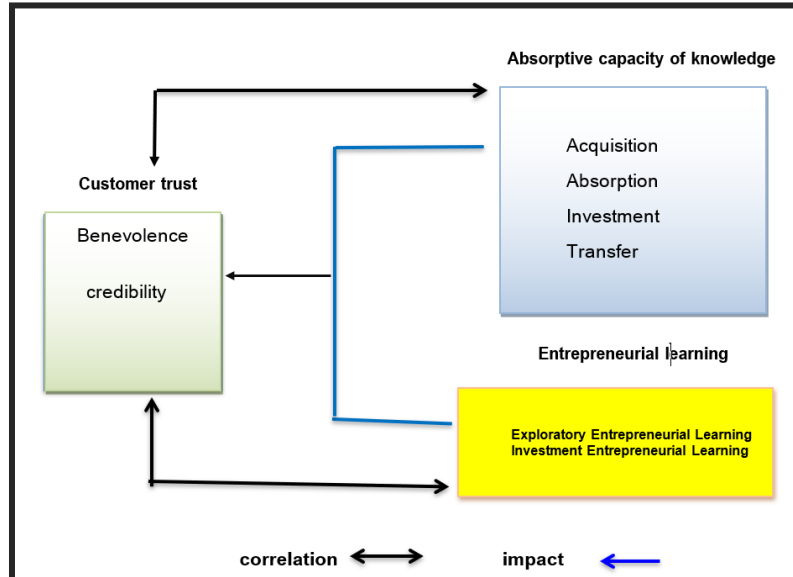 Absorptive capacity of knowledge
Acquisition
Absorption
Investment
Transfer
Customer trust
Benevolence
credibility
Entrepreneurial learning
Exploratory Entrepreneurial Learning
Investment Entrepreneurial Learning
correlation
impact